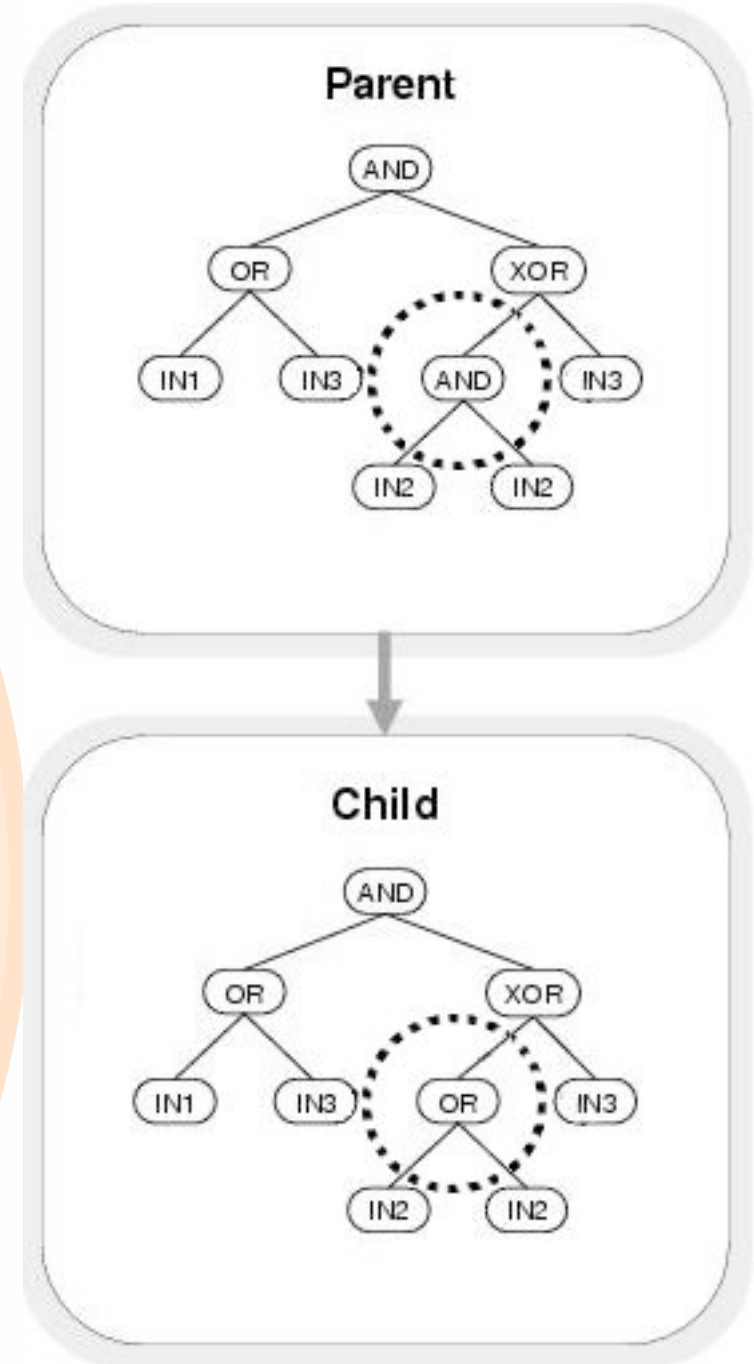 Parent
AND
OR XOR
IN1 IN3 AND IN3
IN2 IN2
Child
AND
OR XOR
IN1 IN3 OR IN3
IN2 IN2